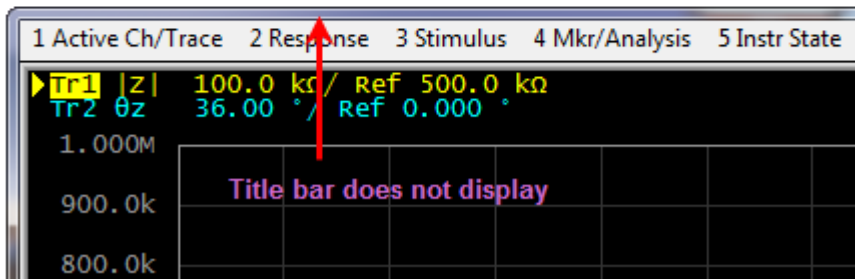 1 Active Ch/Trace 2 Response 3 Stimulus 4 Mkr/Analysis 5 Instr State
Tr1 |Z| 100.0 kΩ/ Ref 500.0 kΩ
Tr2 θz 36.00 °/ Ref 0.000 °
1.000M
Title bar does not display
900.0k
800.0k